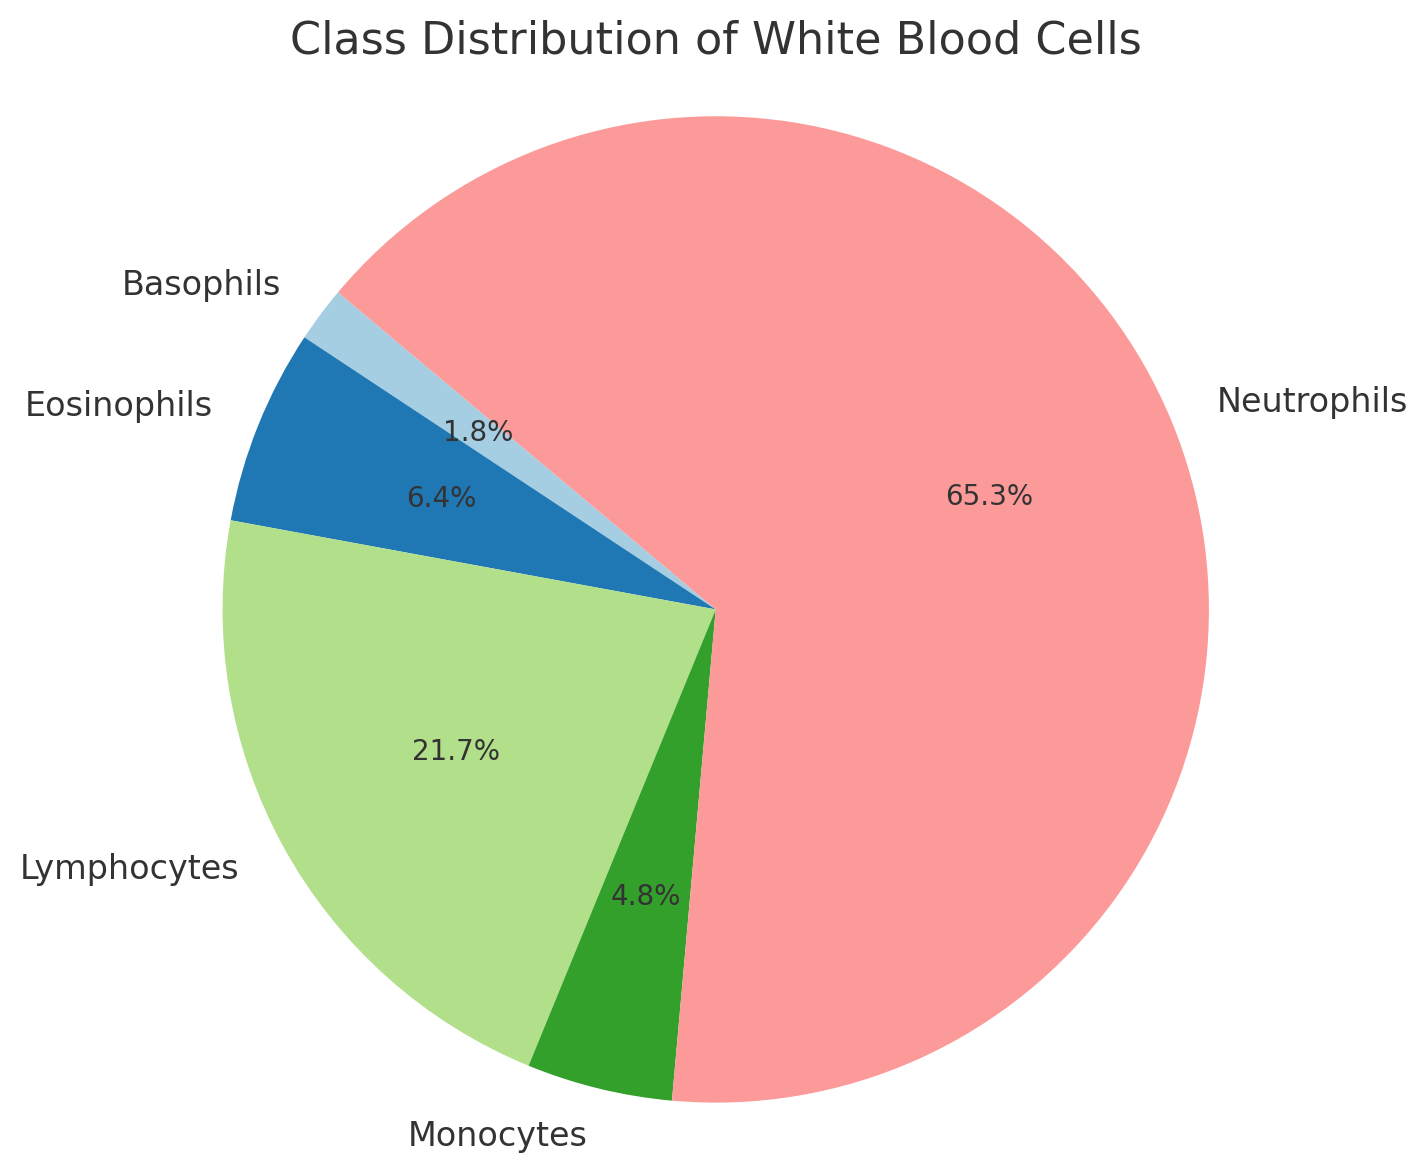 Class Distribution of White Blood Cells
Basophils
Eosinophils
Neutrophils
1.8%
6.4%
65.3%
21.7%
Lymphocytes
4.8%
Monocytes